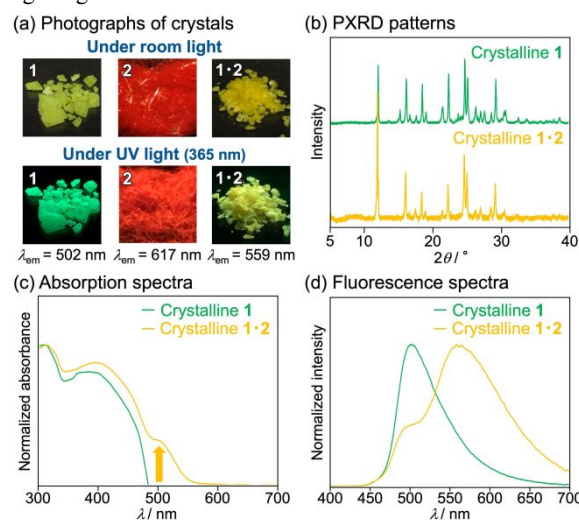 (a) Photographs of crystals
Under room light
1 2 1・2
Under UV light (365 nm)
1 2 1・2
λem = 502 nm λem = 617 nm λem = 559 nm
(b) PXRD patterns
Crystalline 1
Crystalline 1・2
Intensity
5 10 20 30 40
2θ / °
(c) Absorption spectra
Crystalline 1
Crystalline 1・2
Normalized absorbance
300 400 500 600 700
λ / nm
(d) Fluorescence spectra
Crystalline 1
Crystalline 1・2
Normalized intensity
400 450 500 550 600 650 700
λ / nm